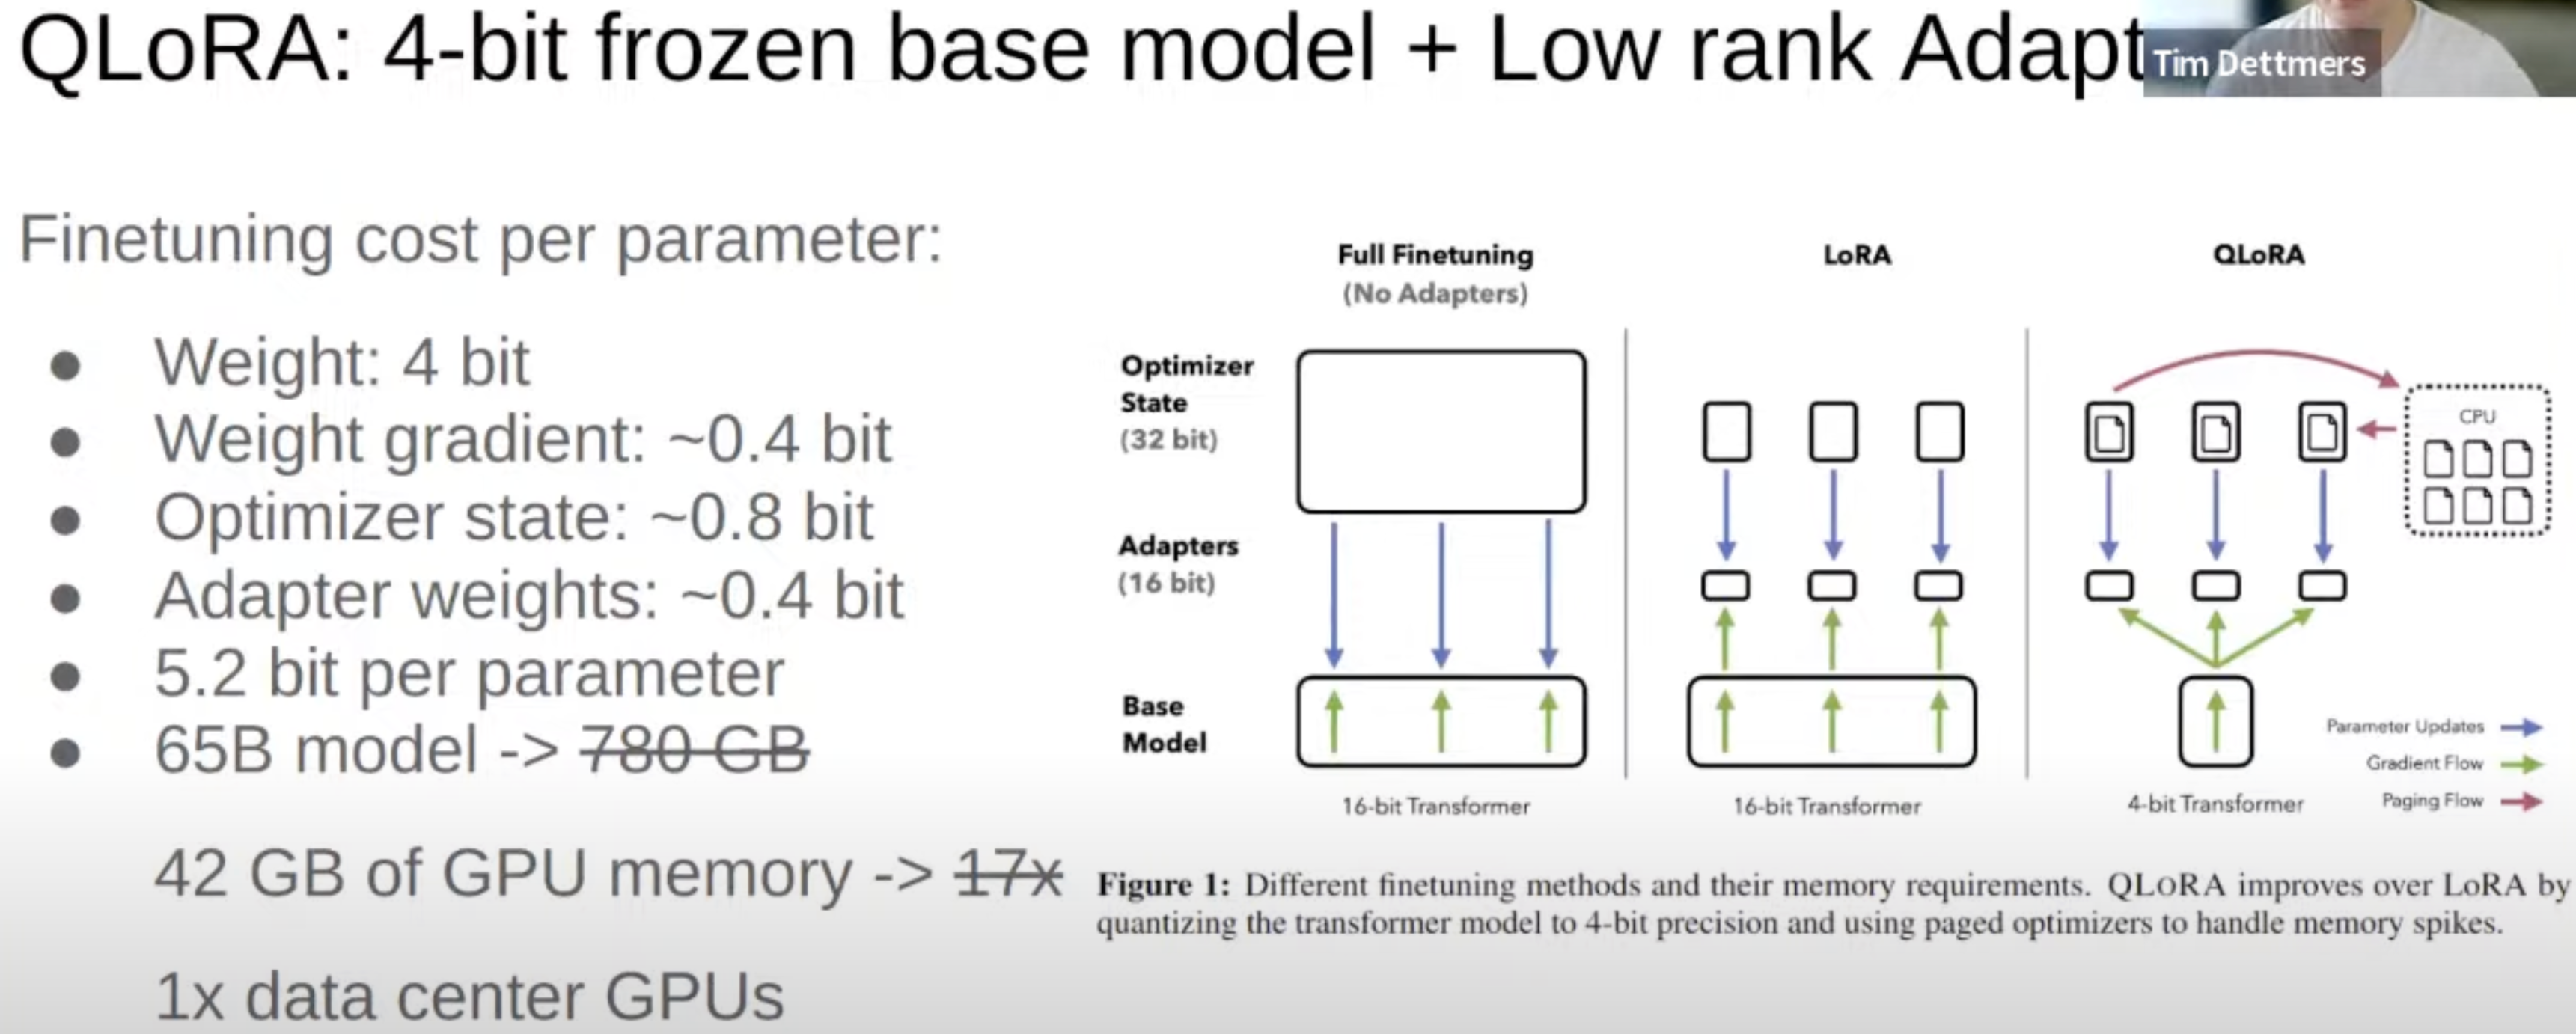 QLoRA: 4-bit frozen base model + Low rank Adapt
Tim Dettmers
Finetuning cost per parameter:
● Weight: 4 bit
● Weight gradient: ~0.4 bit
● Optimizer state: ~0.8 bit
● Adapter weights: ~0.4 bit
● 5.2 bit per parameter
● 65B model -> 780 GB
42 GB of GPU memory -> 17x
1x data center GPUs
Full Finetuning
(No Adapters)
LoRA
QLoRA
Optimizer
State
(32 bit)
CPU
Adapters
(16 bit)
Base
Model
Parameter Updates
Gradient Flow
Paging Flow
16-bit Transformer
16-bit Transformer
4-bit Transformer
Figure 1: Different finetuning methods and their memory requirements. QLORA improves over LoRA by
quantizing the transformer model to 4-bit precision and using paged optimizers to handle memory spikes.